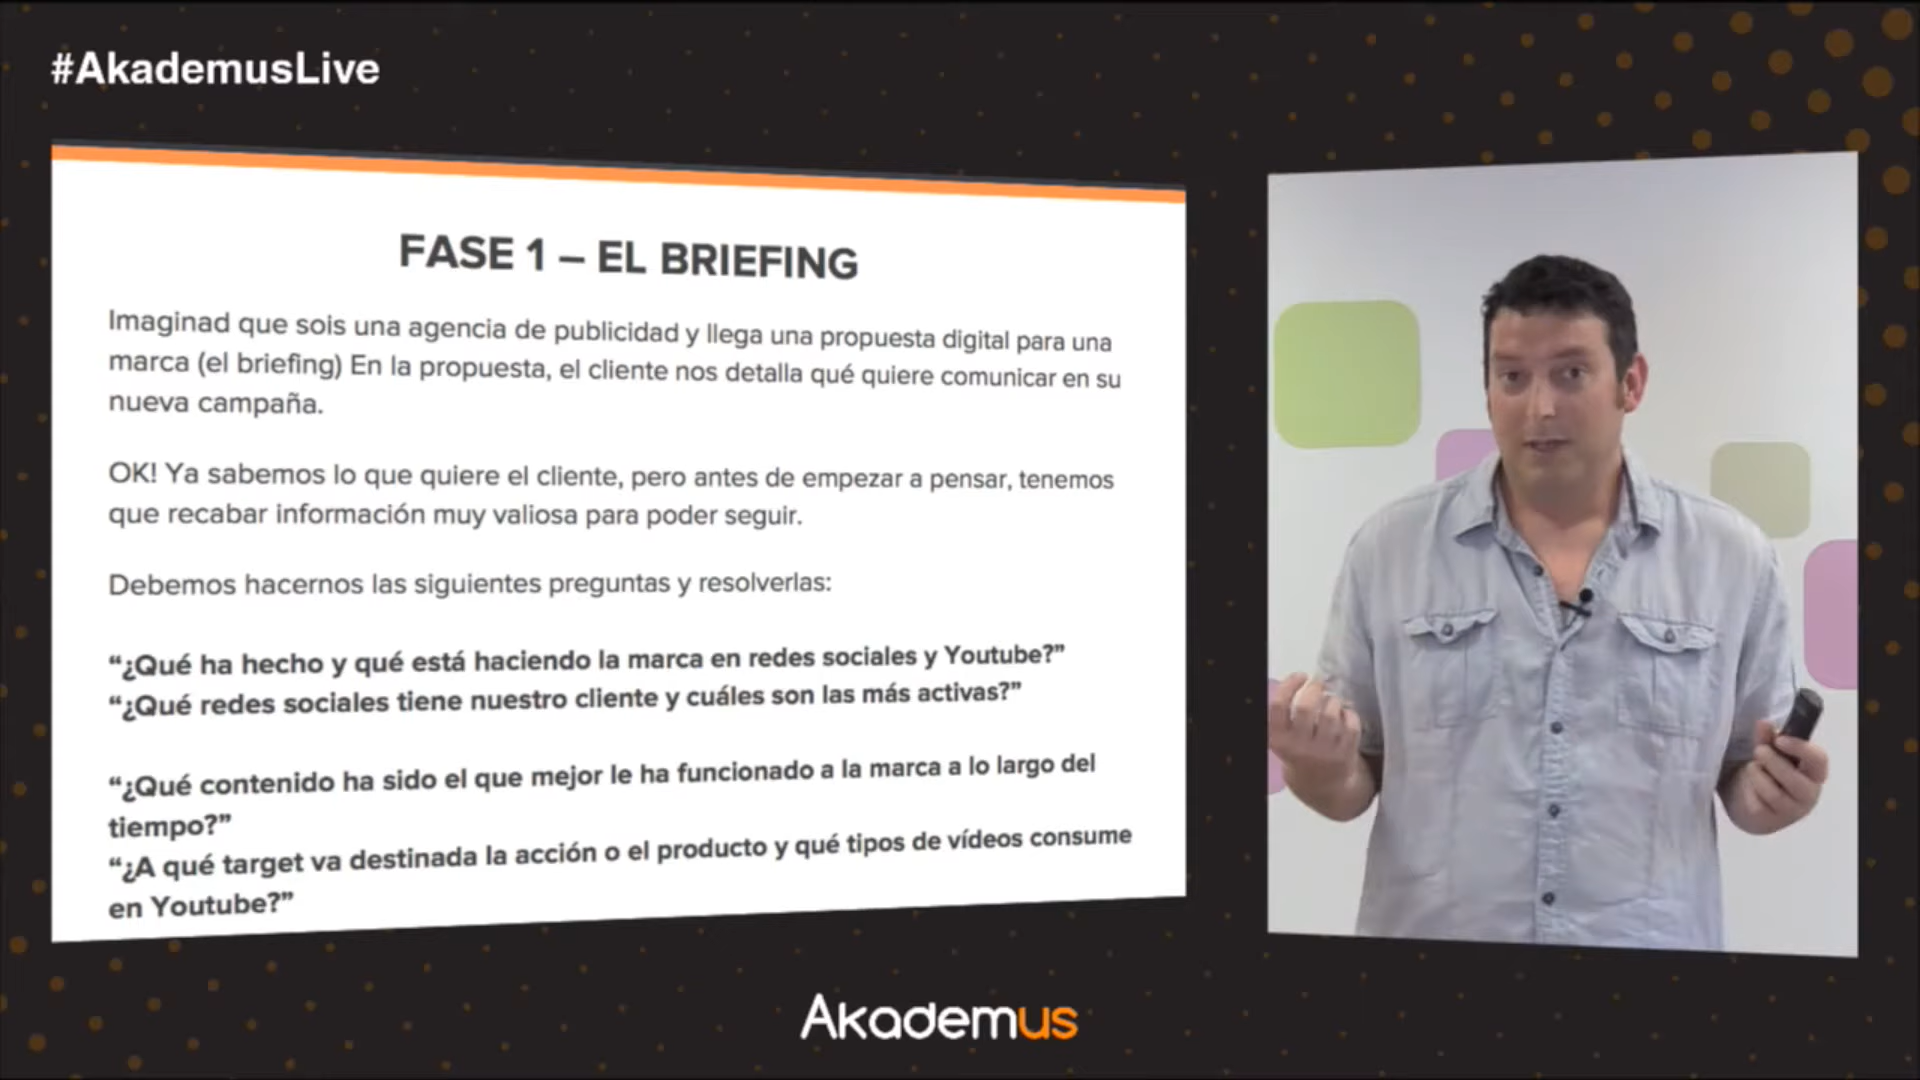 #AkademusLive
FASE 1 – EL BRIEFING
Imaginad que sois una agencia de publicidad y llega una propuesta digital para una
marca (el briefing) En la propuesta, el cliente nos detalla qué quiere comunicar en su
nueva campaña.
OK! Ya sabemos lo que quiere el cliente, pero antes de empezar a pensar, tenemos
que recabar información muy valiosa para poder seguir.
Debemos hacernos las siguientes preguntas y resolverlas:
“¿Qué ha hecho y qué está haciendo la marca en redes sociales y Youtube?”
“¿Qué redes sociales tiene nuestro cliente y cuáles son las más activas?”
“¿Qué contenido ha sido el que mejor le ha funcionado a la marca a lo largo del
tiempo?”
“¿A qué target va destinada la acción o el producto y qué tipos de vídeos consume
en Youtube?”
Akademus